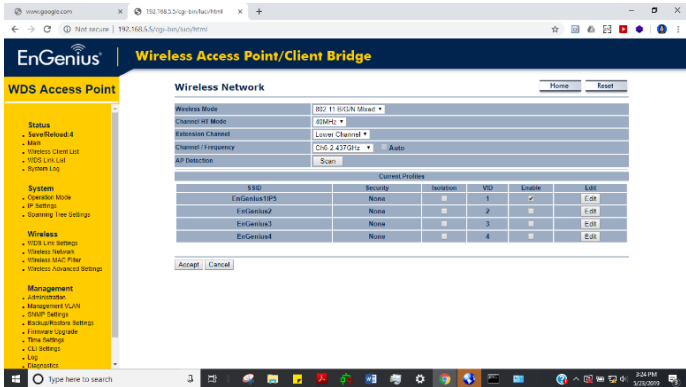 www.google.com
192.168.5.5/cgi-bin/luci/html
Not secure | 192.168.5.5/cgi-bin/luci/html
EnGenius®
Wireless Access Point/Client Bridge
WDS Access Point
Status
Save/Reload:4
Main
Wireless Client List
WDS Link List
System Log
System
Operation Mode
IP Settings
Spanning Tree Settings
Wireless
WDS Link Settings
Wireless Network
Wireless MAC Filter
Wireless Advanced Settings
Management
Administration
Management VLAN
SNMP Settings
Backup/Restore Settings
Firmware Upgrade
Time Settings
CLI Settings
Log
Diagnostics
Wireless Network
Home Reset
Wireless Mode 802.11 B/G/N Mixed
Channel HT Mode 40MHz
Extension Channel Lower Channel
Channel / Frequency Ch6-2.437GHz Auto
AP Detection Scan
Current Profiles
SSID Security Isolation VID Enable Edit
EnGenius1IP5 None 1 Edit
EnGenius2 None 2 Edit
EnGenius3 None 3 Edit
EnGenius4 None 4 Edit
Accept Cancel
Type here to search
3:24 PM
1/23/2019